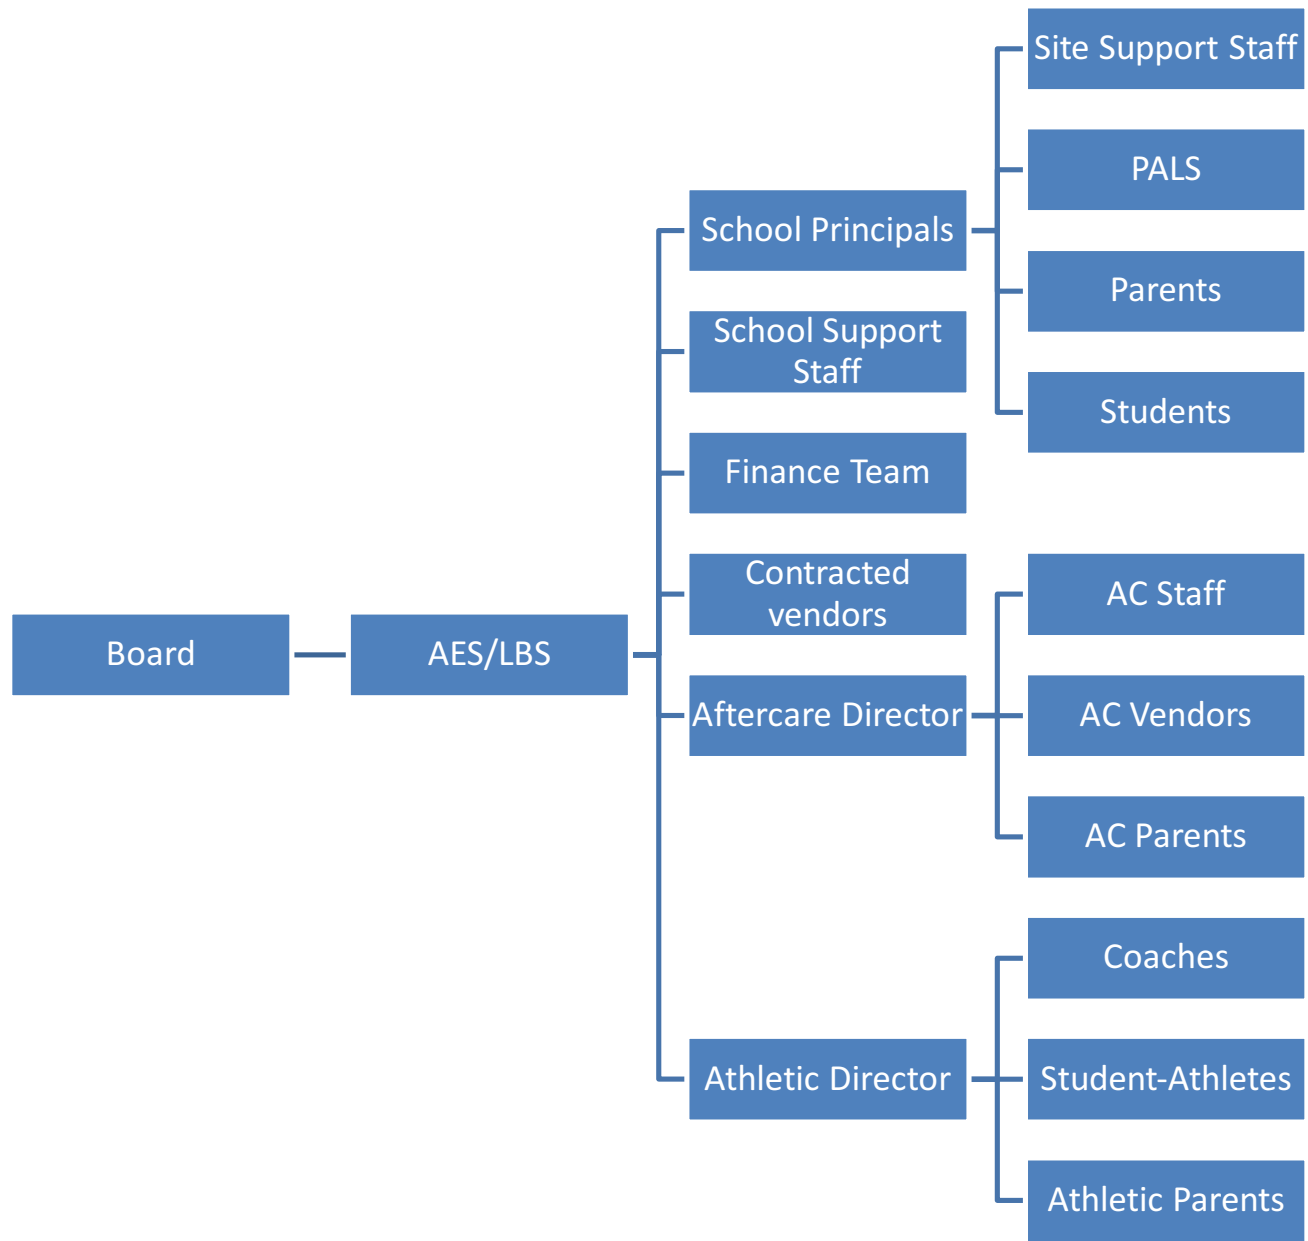 Site Support Staff
PALS
School Principals
Parents
School Support
Staff
Students
Finance Team
Contracted
vendors
AC Staff
Board
AES/LBS
Aftercare Director
AC Vendors
AC Parents
Coaches
Athletic Director
Student-Athletes
Athletic Parents